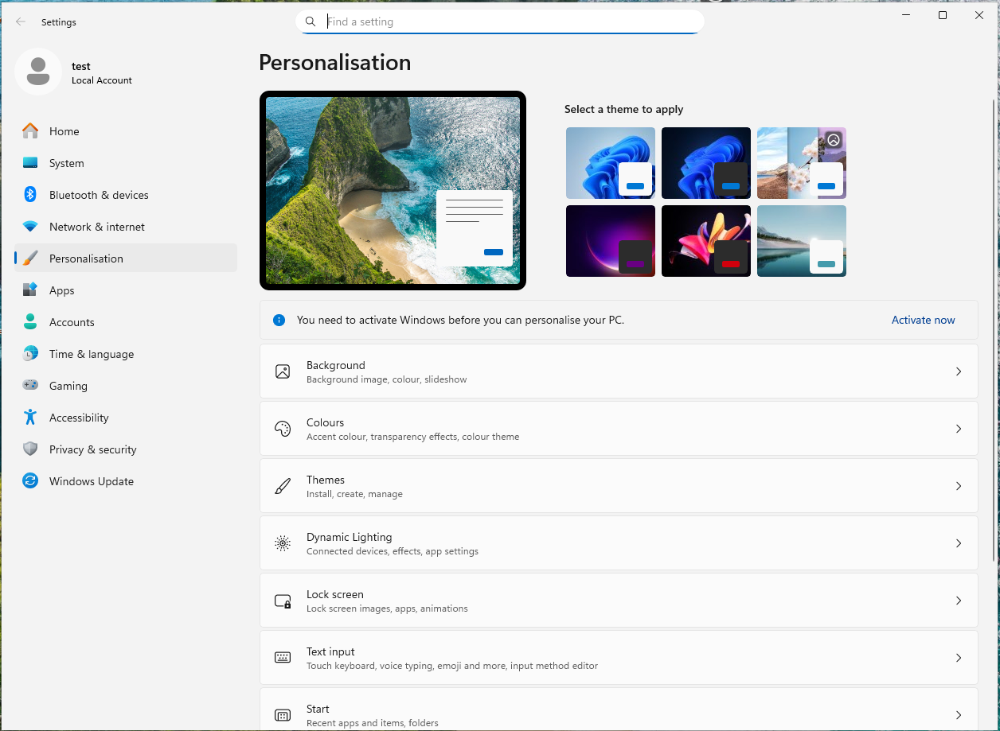 Settings
Find a setting
test
Local Account
Home
System
Bluetooth & devices
Network & internet
Personalisation
Apps
Accounts
Time & language
Gaming
Accessibility
Privacy & security
Windows Update
Personalisation
Select a theme to apply
You need to activate Windows before you can personalise your PC.
Activate now
Background
Background image, colour, slideshow
Colours
Accent colour, transparency effects, colour theme
Themes
Install, create, manage
Dynamic Lighting
Connected devices, effects, app settings
Lock screen
Lock screen images, apps, animations
Text input
Touch keyboard, voice typing, emoji and more, input method editor
Start
Recent apps and items, folders